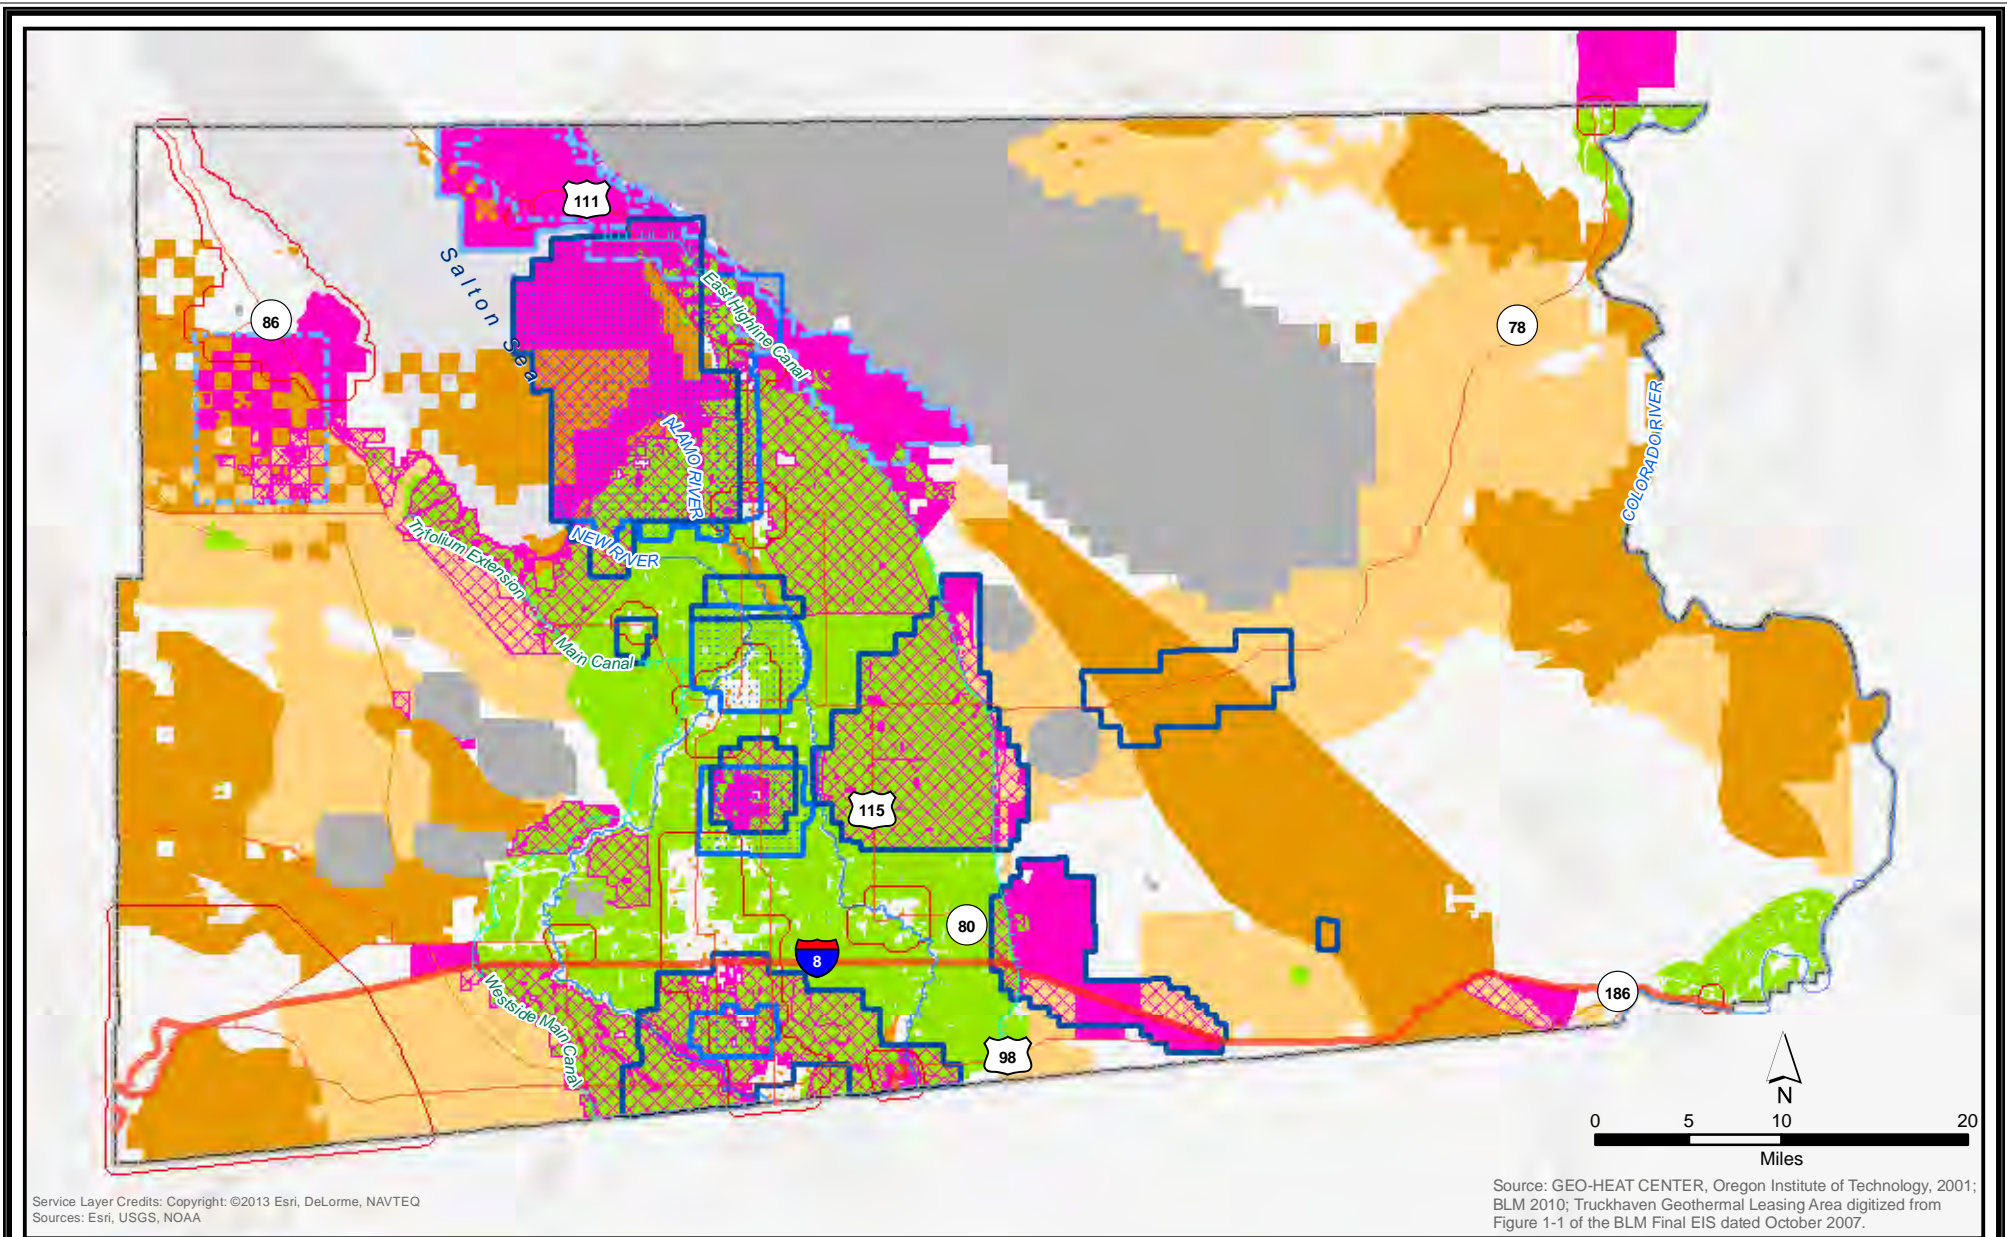 111
Salton Sea
East Highline Canal
86
78
COLORADO RIVER
ALAMO RIVER
NEW RIVER
Trifolium Extension
Main Canal
115
80
8
186
Westside Main Canal
98
N
0 5 10 20
Miles
Service Layer Credits: Copyright: ©2013 Esri, DeLorme, NAVTEQ
Sources: Esri, USGS, NOAA
Source: GEO-HEAT CENTER, Oregon Institute of Technology, 2001;
BLM 2010; Truckhaven Geothermal Leasing Area digitized from
Figure 1-1 of the BLM Final EIS dated October 2007.